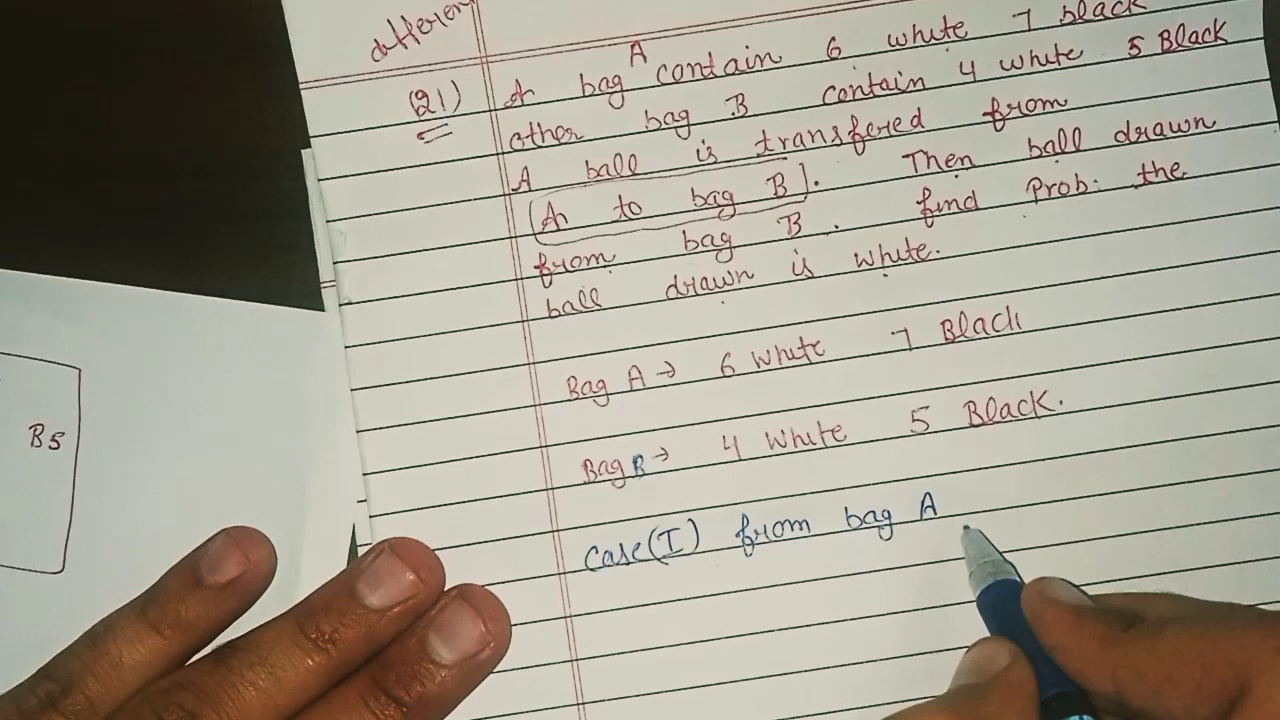 different
(21) A bag A contain 6 white 7 black
other bag B contain 4 white 5 Black
A ball is transfered from
(A to bag B). Then ball drawn
from bag B. find Prob. the
ball drawn is white.
Bag A → 6 White 7 Black
Bag B → 4 White 5 Black.
Case (I) from bag A
B5